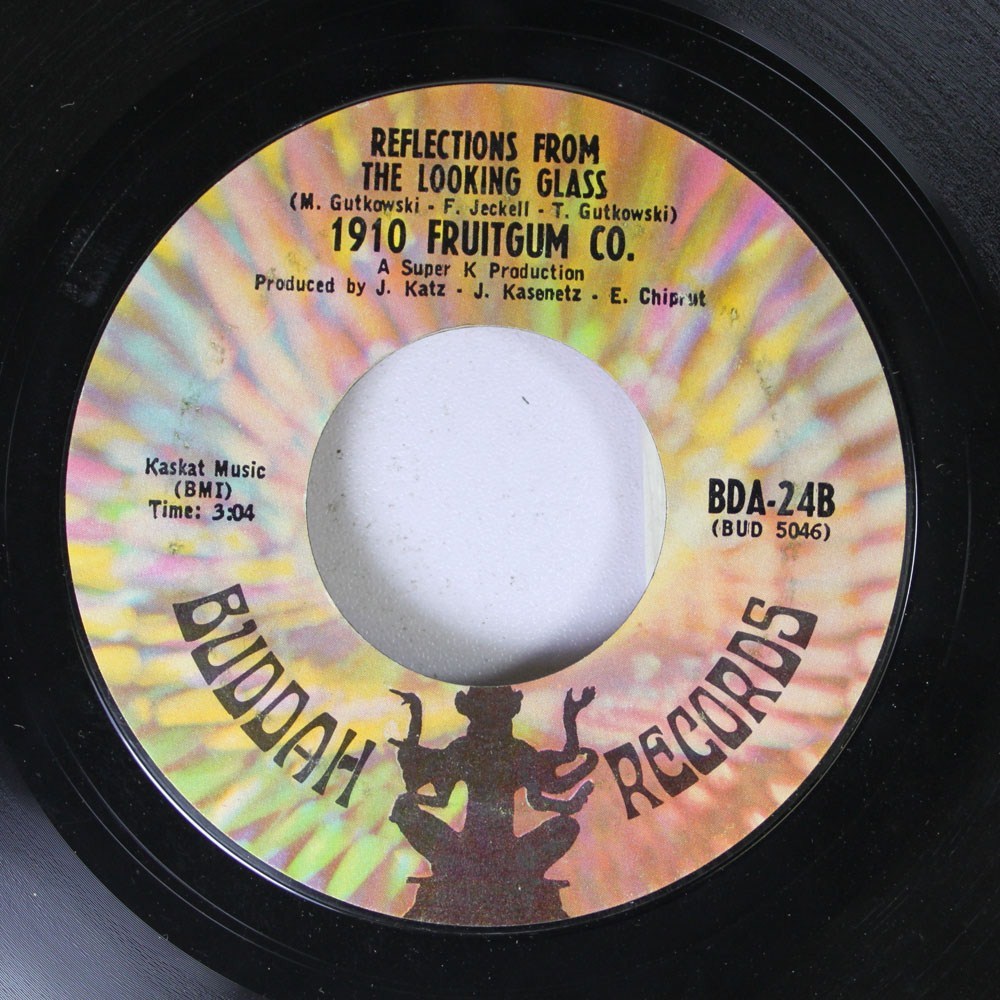 REFLECTIONS FROM
THE LOOKING GLASS
(M. Gutkowski - F. Jeckell - T. Gutkowski)
1910 FRUITGUM CO.
A Super K Production
Produced by J. Katz - J. Kasenetz - E. Chiprut
Kaskat Music
(BMI)
Time: 3:04
BDA-24B
(BUD 5046)
BUDDAH RECORDS